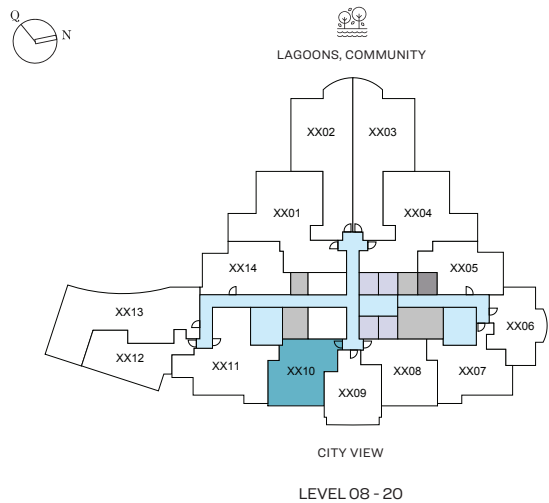 Q
N
LAGOONS, COMMUNITY
XX02
XX03
XX01
XX04
XX14
XX05
XX13
XX06
XX12
XX11
XX10
XX08
XX07
XX09
CITY VIEW
LEVEL 08 - 20